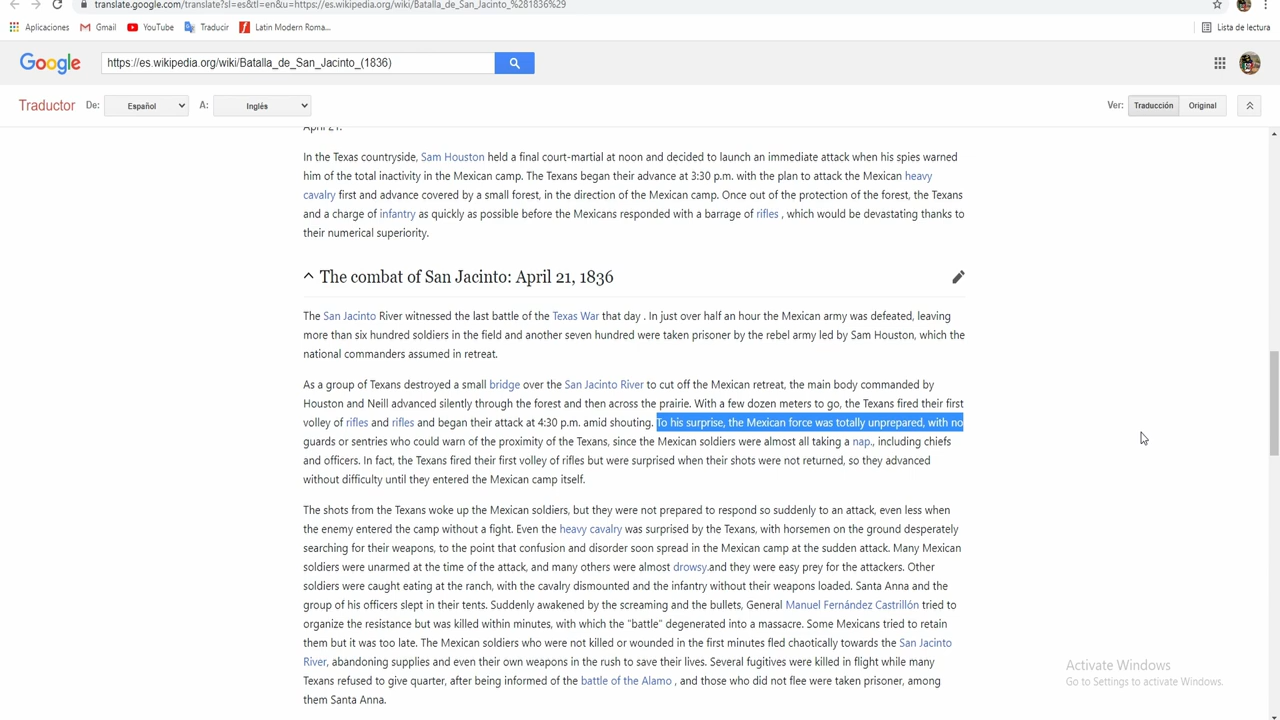 translate.google.com/translate?sl=es&tl=en&u=https://es.wikipedia.org/wiki/Batalla_de_San_Jacinto_%281836%29
Aplicaciones
Gmail
YouTube
Traducir
Latin Modern Roma...
Lista de lectura
Google
https://es.wikipedia.org/wiki/Batalla_de_San_Jacinto_(1836)
Traductor
De:
Español
A:
Inglés
Ver:
Traducción
Original
April 21.
In the Texas countryside, Sam Houston held a final court-martial at noon and decided to launch an immediate attack when his spies warned
him of the total inactivity in the Mexican camp. The Texans began their advance at 3:30 p.m. with the plan to attack the Mexican heavy
cavalry first and advance covered by a small forest, in the direction of the Mexican camp. Once out of the protection of the forest, the Texans
and a charge of infantry as quickly as possible before the Mexicans responded with a barrage of rifles , which would be devastating thanks to
their numerical superiority.
The combat of San Jacinto: April 21, 1836
The San Jacinto River witnessed the last battle of the Texas War that day . In just over half an hour the Mexican army was defeated, leaving
more than six hundred soldiers in the field and another seven hundred were taken prisoner by the rebel army led by Sam Houston, which the
national commanders assumed in retreat.
As a group of Texans destroyed a small bridge over the San Jacinto River to cut off the Mexican retreat, the main body commanded by
Houston and Neill advanced silently through the forest and then across the prairie. With a few dozen meters to go, the Texans fired their first
volley of rifles and rifles and began their attack at 4:30 p.m. amid shouting. To his surprise, the Mexican force was totally unprepared, with no
guards or sentries who could warn of the proximity of the Texans, since the Mexican soldiers were almost all taking a nap., including chiefs
and officers. In fact, the Texans fired their first volley of rifles but were surprised when their shots were not returned, so they advanced
without difficulty until they entered the Mexican camp itself.
The shots from the Texans woke up the Mexican soldiers, but they were not prepared to respond so suddenly to an attack, even less when
the enemy entered the camp without a fight. Even the heavy cavalry was surprised by the Texans, with horsemen on the ground desperately
searching for their weapons, to the point that confusion and disorder soon spread in the Mexican camp at the sudden attack. Many Mexican
soldiers were unarmed at the time of the attack, and many others were almost drowsy.and they were easy prey for the attackers. Other
soldiers were caught eating at the ranch, with the cavalry dismounted and the infantry without their weapons loaded. Santa Anna and the
group of his officers slept in their tents. Suddenly awakened by the screaming and the bullets, General Manuel Fernández Castrillón tried to
organize the resistance but was killed within minutes, with which the "battle" degenerated into a massacre. Some Mexicans tried to retain
them but it was too late. The Mexican soldiers who were not killed or wounded in the first minutes fled chaotically towards the San Jacinto
River, abandoning supplies and even their own weapons in the rush to save their lives. Several fugitives were killed in flight while many
Texans refused to give quarter, after being informed of the battle of the Alamo , and those who did not flee were taken prisoner, among
them Santa Anna.
Activate Windows
Go to Settings to activate Windows.